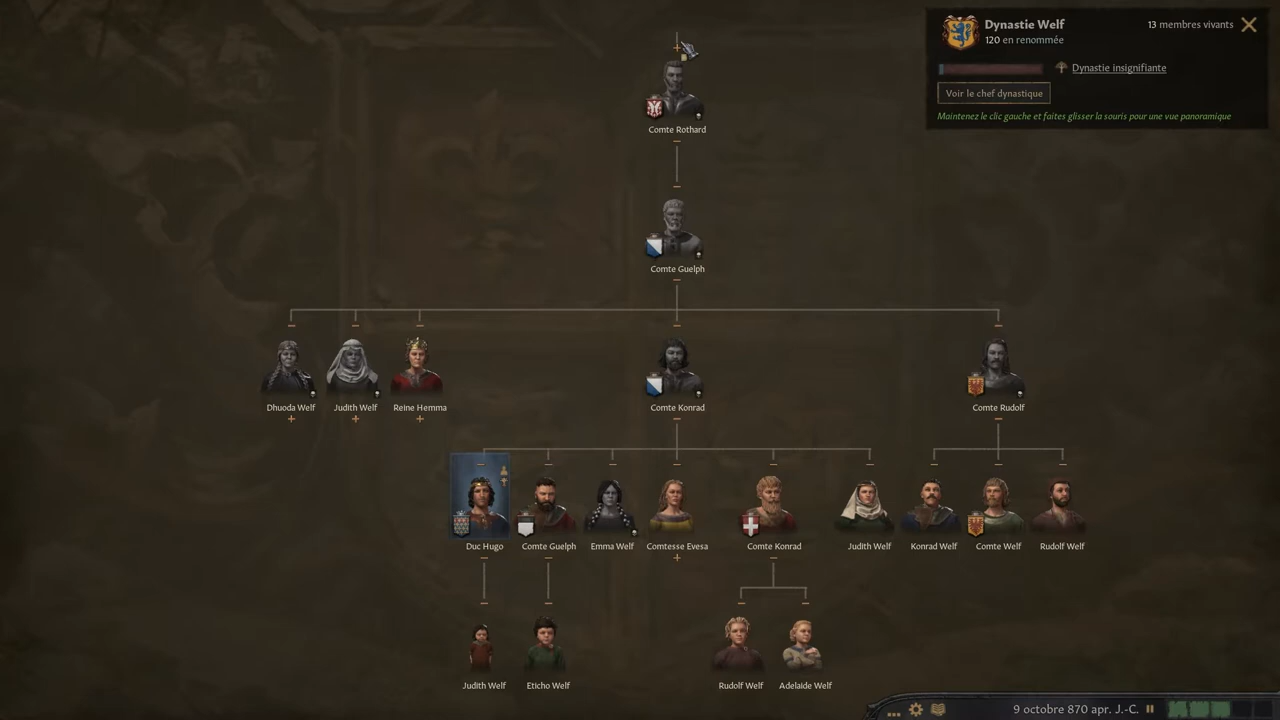 Dynastie Welf
13 membres vivants
120 en renommée
Dynastie insignifiante
Voir le chef dynastique
Maintenez le clic gauche et faites glisser la souris pour une vue panoramique
Comte Rothard
Comte Guelph
Dhuoda Welf
Judith Welf
Reine Hemma
Comte Konrad
Comte Rudolf
Duc Hugo
Comte Guelph
Emma Welf
Comtesse Evesa
Comte Konrad
Judith Welf
Konrad Welf
Comte Welf
Rudolf Welf
Judith Welf
Eticho Welf
Rudolf Welf
Adelaide Welf
9 octobre 870 apr. J.-C.